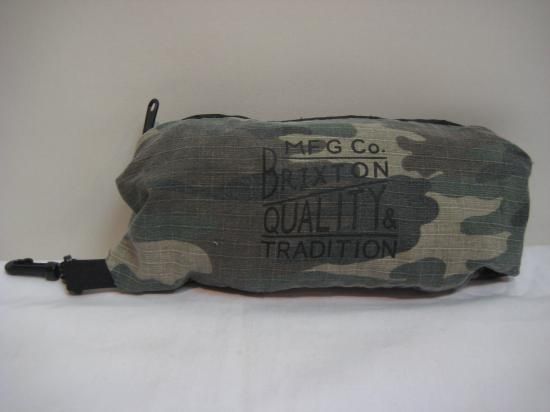 MFG Co.
BRIXTON
QUALITY &
TRADITION